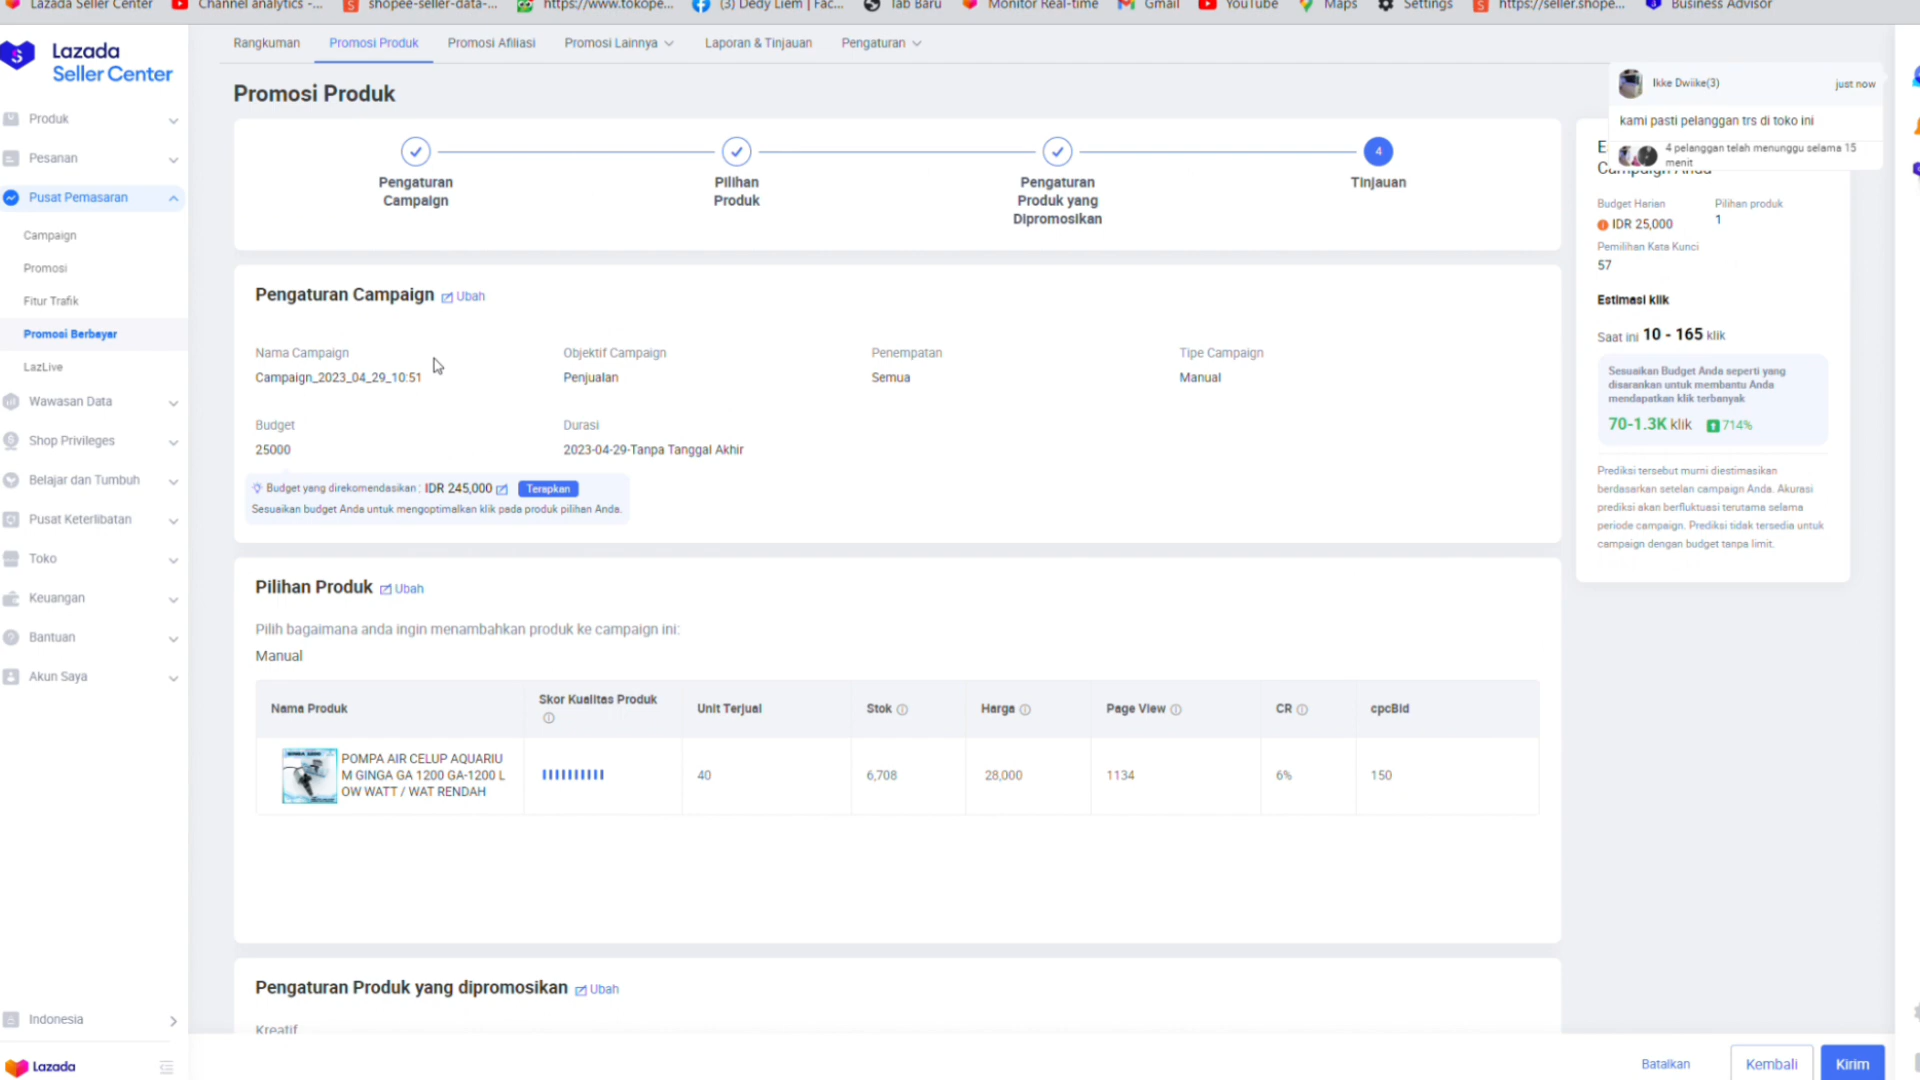 Lazada Seller Center
Channel analytics -...
shopee-seller-data-...
https://www.tokope...
(3) Dedy Liem | Fac...
Tab Baru
Monitor Real-time
Gmail
YouTube
Maps
Settings
https://seller.shope...
Business Advisor
Lazada
Seller Center
Rangkuman
Promosi Produk
Promosi Afiliasi
Promosi Lainnya
Laporan & Tinjauan
Pengaturan
Produk
Pesanan
Pusat Pemasaran
Campaign
Promosi
Fitur Trafik
Promosi Berbayar
LazLive
Wawasan Data
Shop Privileges
Belajar dan Tumbuh
Pusat Keterlibatan
Toko
Keuangan
Bantuan
Akun Saya
Indonesia
Lazada
Promosi Produk
4
Pengaturan
Campaign
Pilihan
Produk
Pengaturan
Produk yang
Dipromosikan
Tinjauan
Pengaturan Campaign Ubah
Nama Campaign
Campaign_2023_04_29_10:51
Objektif Campaign
Penjualan
Penempatan
Semua
Tipe Campaign
Manual
Budget
25000
Durasi
2023-04-29-Tanpa Tanggal Akhir
Budget yang direkomendasikan : IDR 245,000 Terapkan
Sesuaikan budget Anda untuk mengoptimalkan klik pada produk pilihan Anda.
Pilihan Produk Ubah
Pilih bagaimana anda ingin menambahkan produk ke campaign ini:
Manual
Nama Produk Skor Kualitas Produk Unit Terjual Stok Harga Page View CR cpcBid
POMPA AIR CELUP AQUARIU
M GINGA GA 1200 GA-1200 L
OW WATT / WAT RENDAH
40 6,708 28,000 1134 6% 150
Pengaturan Produk yang dipromosikan Ubah
Kreatif
Ikke Dwiike(3) just now
kami pasti pelanggan trs di toko ini
4 pelanggan telah menunggu selama 15
menit
Campaign Anda
Budget Harian
IDR 25,000
Pilihan produk
1
Pemilihan Kata Kunci
57
Estimasi klik
Saat ini 10 - 165 klik
Sesuaikan Budget Anda seperti yang
disarankan untuk membantu Anda
mendapatkan klik terbanyak
70-1.3K klik 714%
Prediksi tersebut murni diestimasikan
berdasarkan setelan campaign Anda. Akurasi
prediksi akan berfluktuasi terutama selama
periode campaign. Prediksi tidak tersedia untuk
campaign dengan budget tanpa limit.
Batalkan
Kembali
Kirim